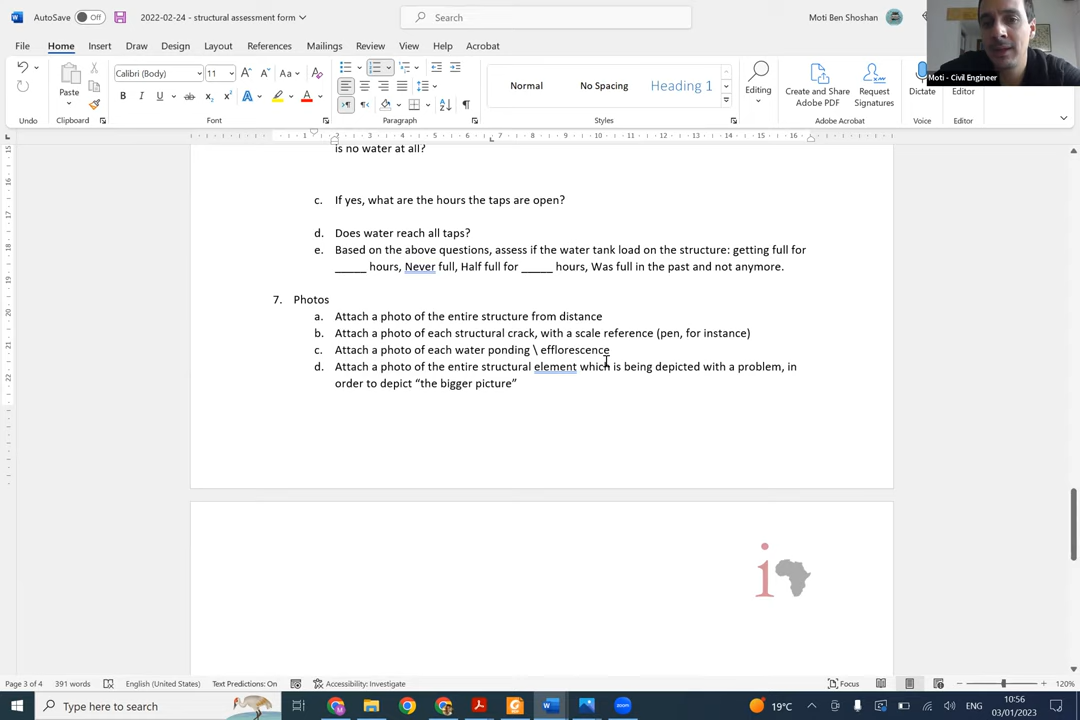 AutoSave Off 2022-02-24 - structural assessment form Search Moti Ben Shoshan
File Home Insert Draw Design Layout References Mailings Review View Help Acrobat
Moti - Civil Engineer
Calibri (Body) 11 Aa
Paste
B I U ab x₂ x² A A
Normal No Spacing Heading 1
Editing
Create and Share
Adobe PDF
Request
Signatures
Dictate
Editor
Undo Clipboard Font Paragraph Styles Adobe Acrobat Voice Editor
is no water at all?
c. If yes, what are the hours the taps are open?
d. Does water reach all taps?
e. Based on the above questions, assess if the water tank load on the structure: getting full for
_____ hours, Never full, Half full for _____ hours, Was full in the past and not anymore.
7. Photos
a. Attach a photo of the entire structure from distance
b. Attach a photo of each structural crack, with a scale reference (pen, for instance)
c. Attach a photo of each water ponding \ efflorescence
d. Attach a photo of the entire structural element which is being depicted with a problem, in
order to depict “the bigger picture”
i
Page 3 of 4 391 words English (United States) Text Predictions: On Accessibility: Investigate Focus 120%
Type here to search zoom 19°C ENG 10:56
03/01/2023